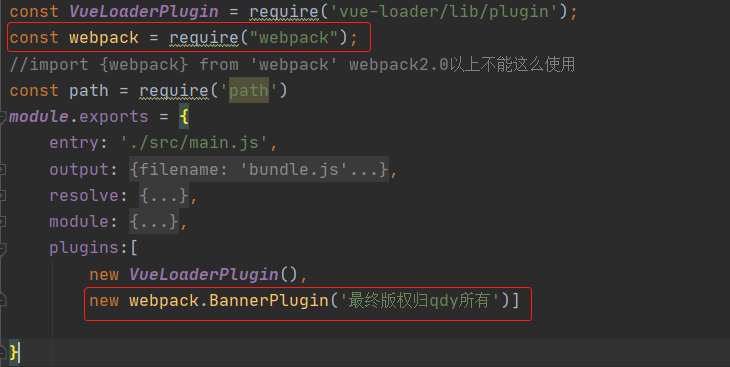 const VueLoaderPlugin = require('vue-loader/lib/plugin');
const webpack = require("webpack");
//import {webpack} from 'webpack' webpack2.0以上不能这么使用
const path = require('path')
module.exports = {
    entry: './src/main.js',
    output: {filename: 'bundle.js'...},
    resolve: {...},
    module: {...},
    plugins:[
        new VueLoaderPlugin(),
        new webpack.BannerPlugin('最终版权归qdy所有')]
}